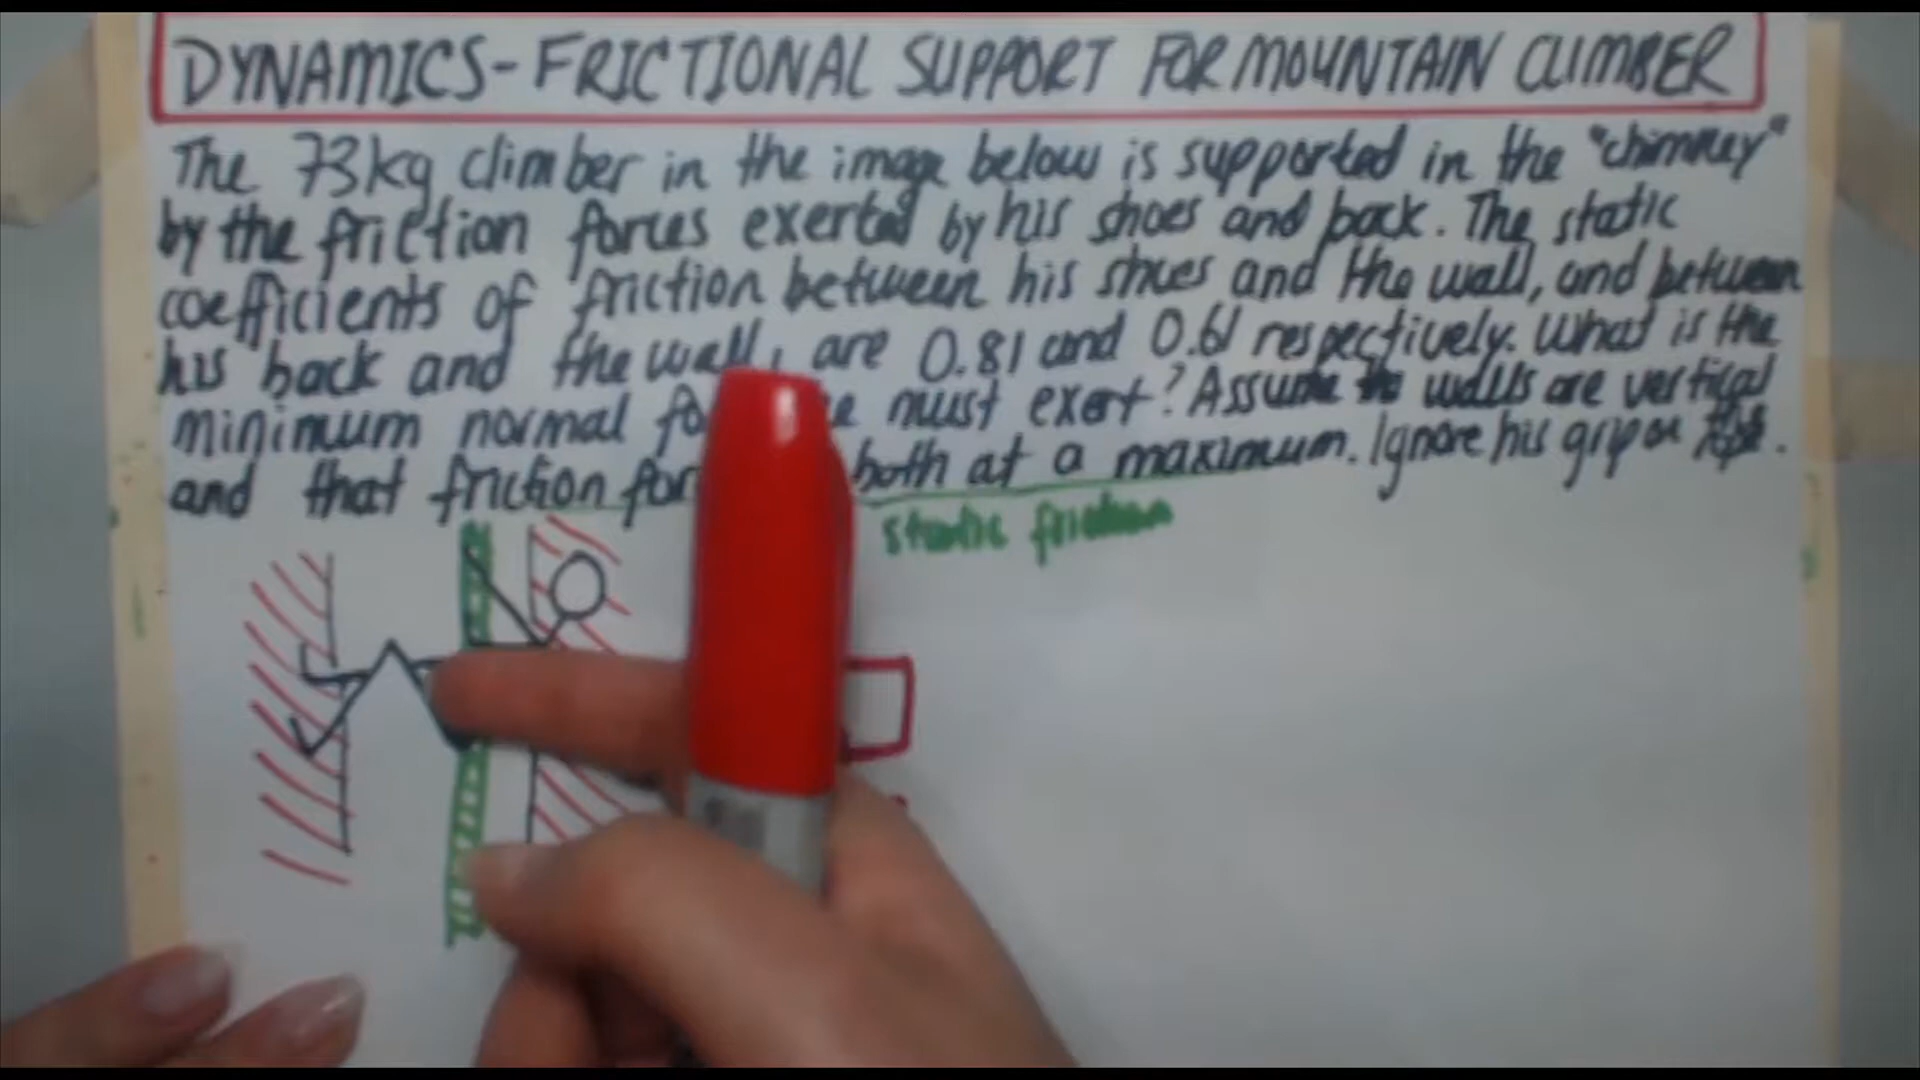 DYNAMICS-FRICTIONAL SUPPORT FOR MOUNTAIN CLIMBER
The 73kg climber in the image below is supported in the "chimney"
by the friction forces exerted by his shoes and back. The static
coefficients of friction between his shoes and the wall, and between
his back and the wall, are 0.81 and 0.61 respectively. What is the
minimum normal must exert? Assume the walls are vertical
and that friction both at a maximum. Ignore his grip on
static friction